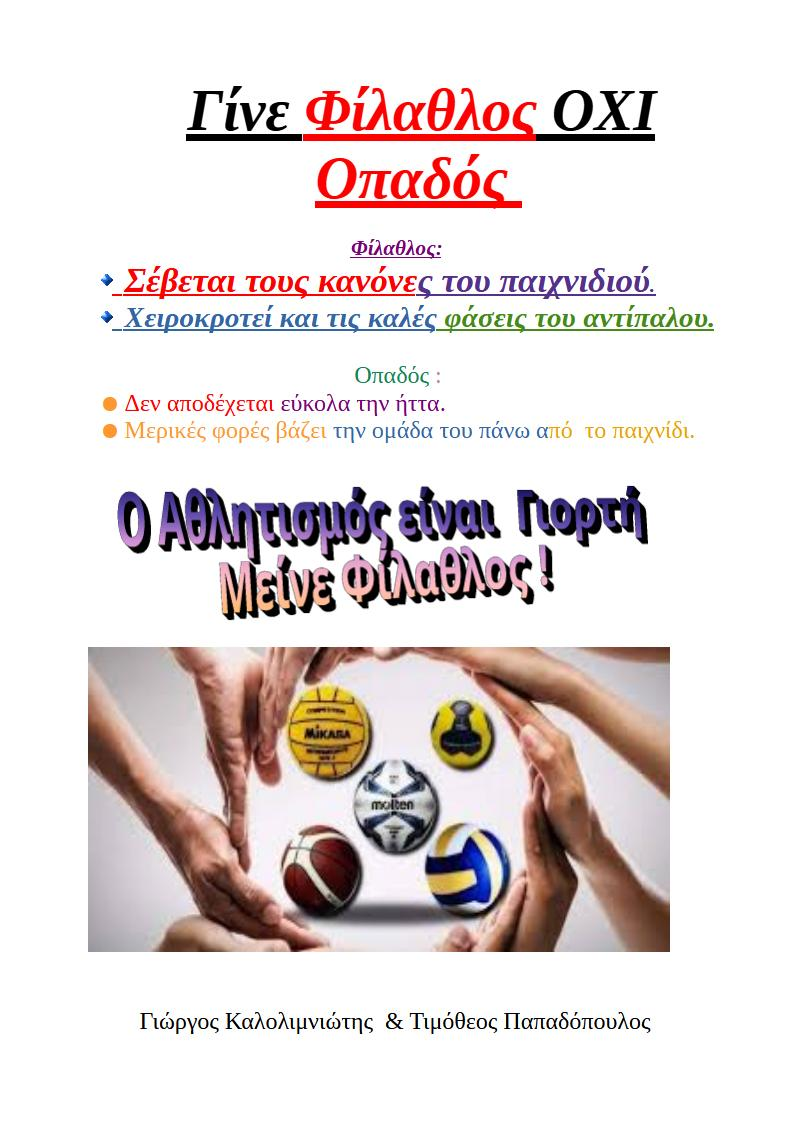 Γίνε Φίλαθλος ΟΧΙ
Οπαδός
Φίλαθλος:
Σέβεται τους κανόνες του παιχνιδιού.
Χειροκροτεί και τις καλές φάσεις του αντίπαλου.
Οπαδός :
Δεν αποδέχεται εύκολα την ήττα.
Μερικές φορές βάζει την ομάδα του πάνω από το παιχνίδι.
Ο Αθλητισμός είναι Γιορτή
Μείνε Φίλαθλος !
MIKASA
molten
Γιώργος Καλολιμνιώτης & Τιμόθεος Παπαδόπουλος